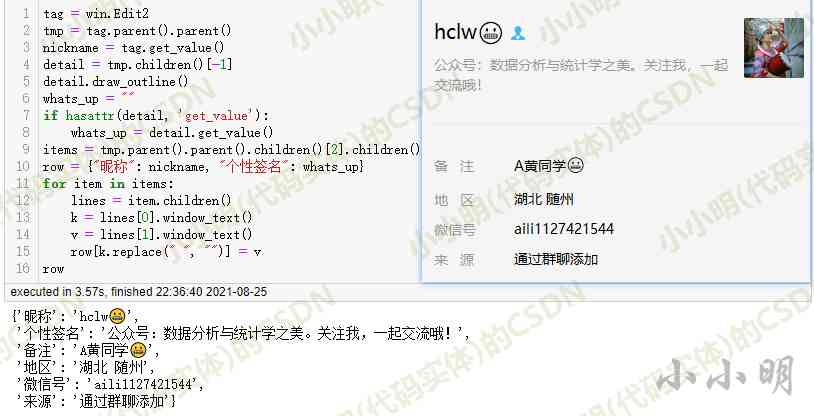 1 tag = win.Edit2
2 tmp = tag.parent().parent()
3 nickname = tag.get_value()
4 detail = tmp.children()[-1]
5 detail.draw_outline()
6 whats_up = ""
7 if hasattr(detail, 'get_value'):
8     whats_up = detail.get_value()
9 items = tmp.parent().parent().children()[2].children()
10 row = {"昵称": nickname, "个性签名": whats_up}
11 for item in items:
12     lines = item.children()
13     k = lines[0].window_text()
14     v = lines[1].window_text()
15     row[k.replace(" ", "")] = v
16 row
hclw😬
公众号：数据分析与统计学之美。关注我，一起
交流哦！
备 注 A黄同学😬
地 区 湖北 随州
微信号 aili1127421544
来 源 通过群聊添加
executed in 3.57s, finished 22:36:40 2021-08-25
{'昵称': 'hclw😬',
'个性签名': '公众号：数据分析与统计学之美。关注我，一起交流哦！',
'备注': 'A黄同学😬',
'地区': '湖北 随州',
'微信号': 'aili1127421544',
'来源': '通过群聊添加'}
小小明
小小明(代码实体)的CSDN